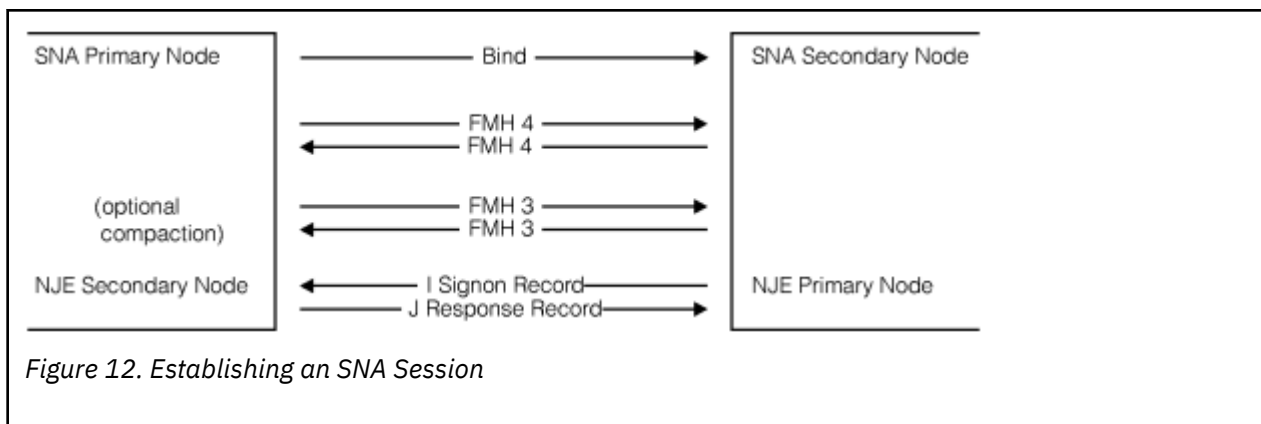 SNA Primary Node
Bind
SNA Secondary Node
FMH 4
FMH 4
(optional
compaction)
FMH 3
FMH 3
NJE Secondary Node
I Signon Record
NJE Primary Node
J Response Record
Figure 12. Establishing an SNA Session